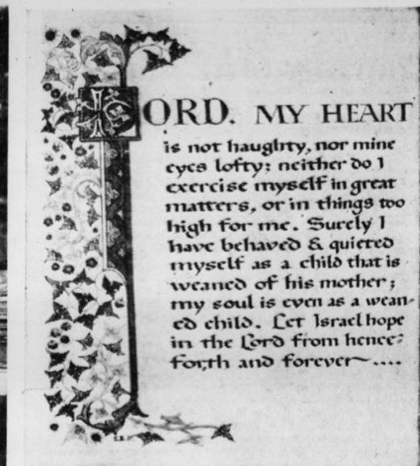 LORD, MY HEART
is not haughty, nor mine
eyes lofty: neither do I
exercise myself in great
matters, or in things too
high for me. Surely I
have behaved & quieted
myself as a child that is
weaned of his mother;
my soul is even as a wean-
ed child. Let Israel hope
in the Lord from hence-
forth and forever~....